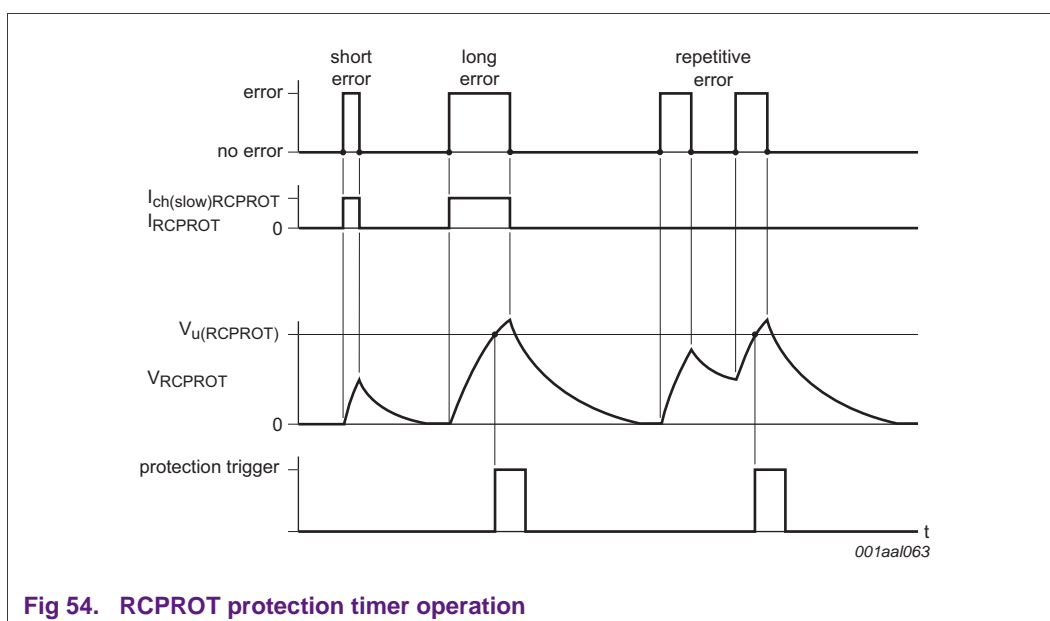 short
error
long
error
repetitive
error
error
no error
Ich(slow)RCPROT
IRCPROT
0
Vu(RCPROT)
VRCPROT
0
protection trigger
t
001aal063
Fig 54. RCPROT protection timer operation